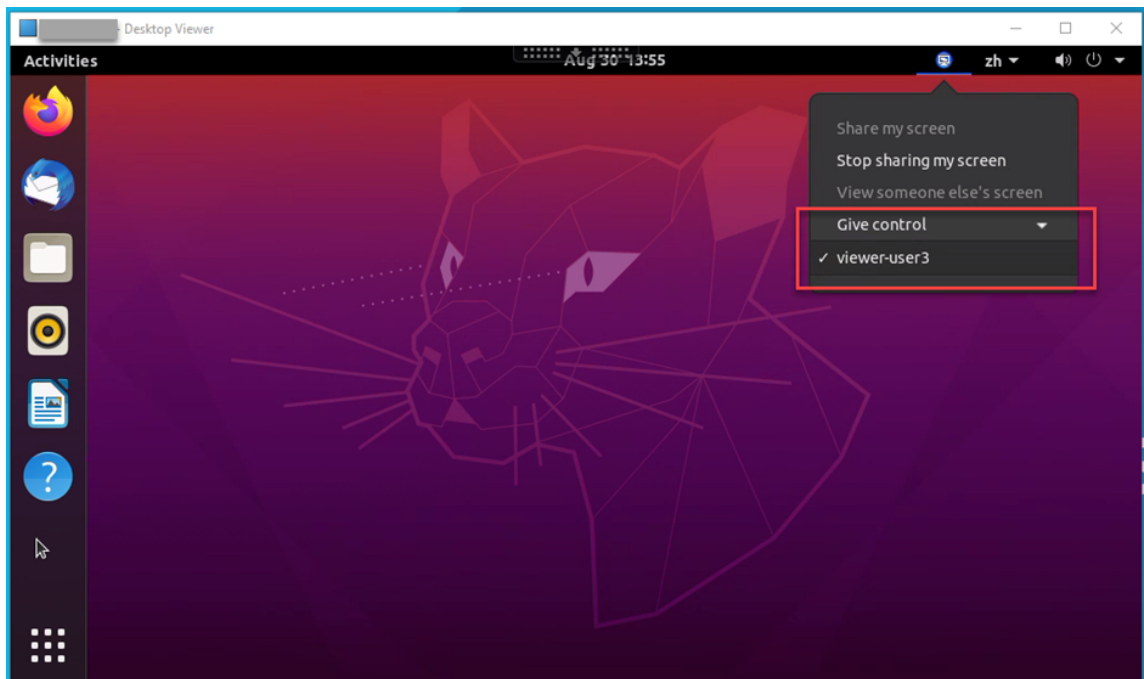 - Desktop Viewer
Activities Aug 30 13:55 zh
Share my screen
Stop sharing my screen
View someone else's screen
Give control
✓ viewer-user3
?